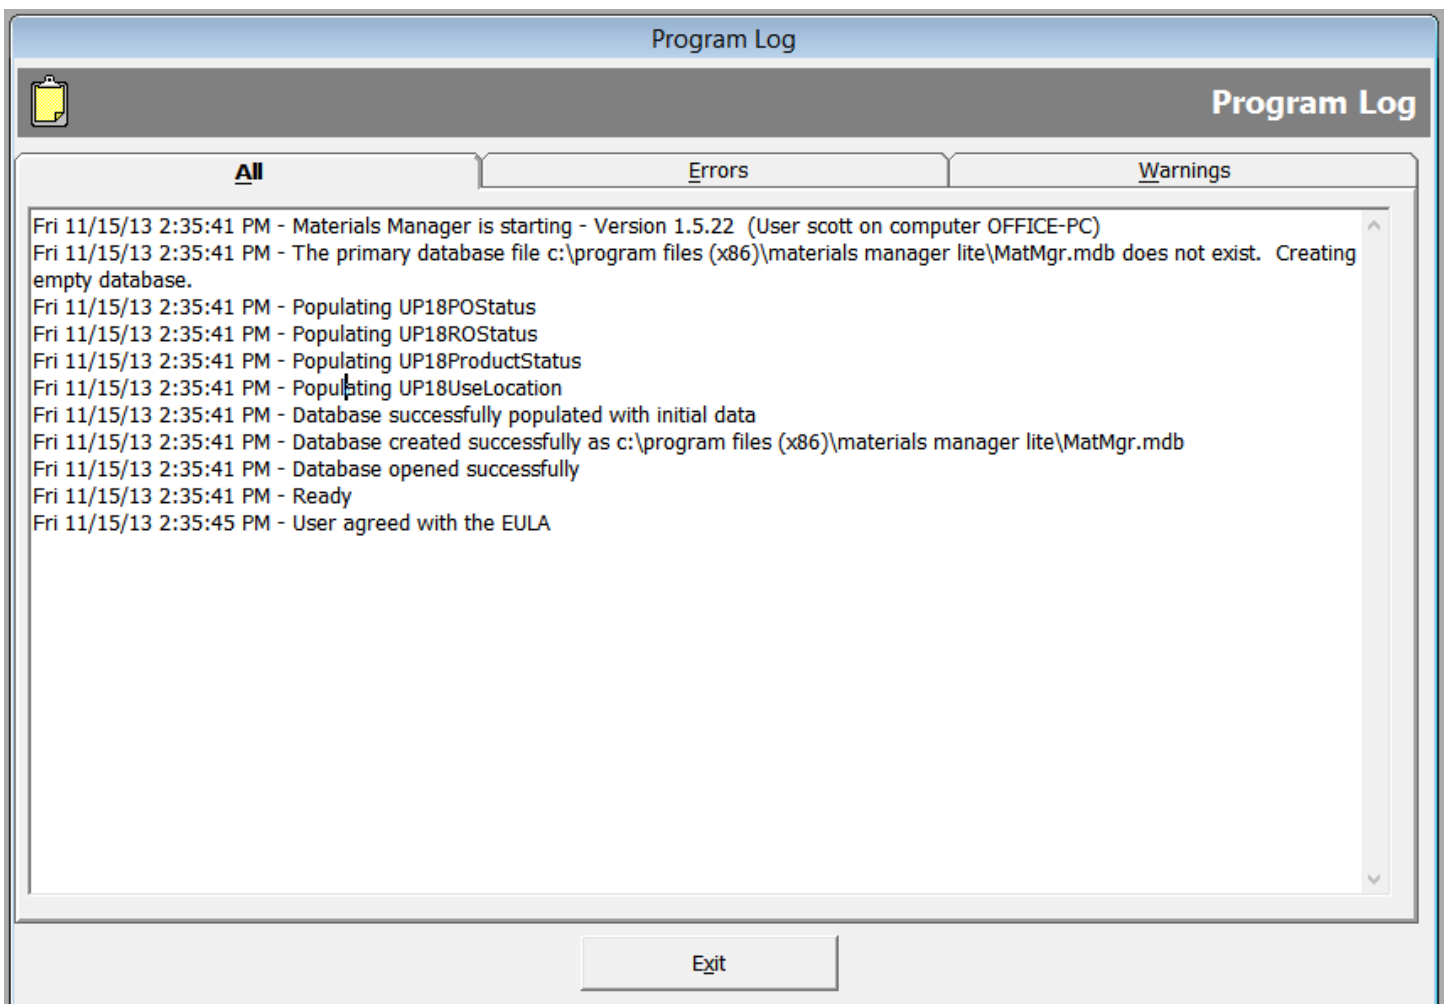 Program Log
Program Log
All
Errors
Warnings
Fri 11/15/13 2:35:41 PM - Materials Manager is starting - Version 1.5.22  (User scott on computer OFFICE-PC)
Fri 11/15/13 2:35:41 PM - The primary database file c:\program files (x86)\materials manager lite\MatMgr.mdb does not exist.  Creating
empty database.
Fri 11/15/13 2:35:41 PM - Populating UP18POStatus
Fri 11/15/13 2:35:41 PM - Populating UP18ROStatus
Fri 11/15/13 2:35:41 PM - Populating UP18ProductStatus
Fri 11/15/13 2:35:41 PM - Populating UP18UseLocation
Fri 11/15/13 2:35:41 PM - Database successfully populated with initial data
Fri 11/15/13 2:35:41 PM - Database created successfully as c:\program files (x86)\materials manager lite\MatMgr.mdb
Fri 11/15/13 2:35:41 PM - Database opened successfully
Fri 11/15/13 2:35:41 PM - Ready
Fri 11/15/13 2:35:45 PM - User agreed with the EULA
Exit